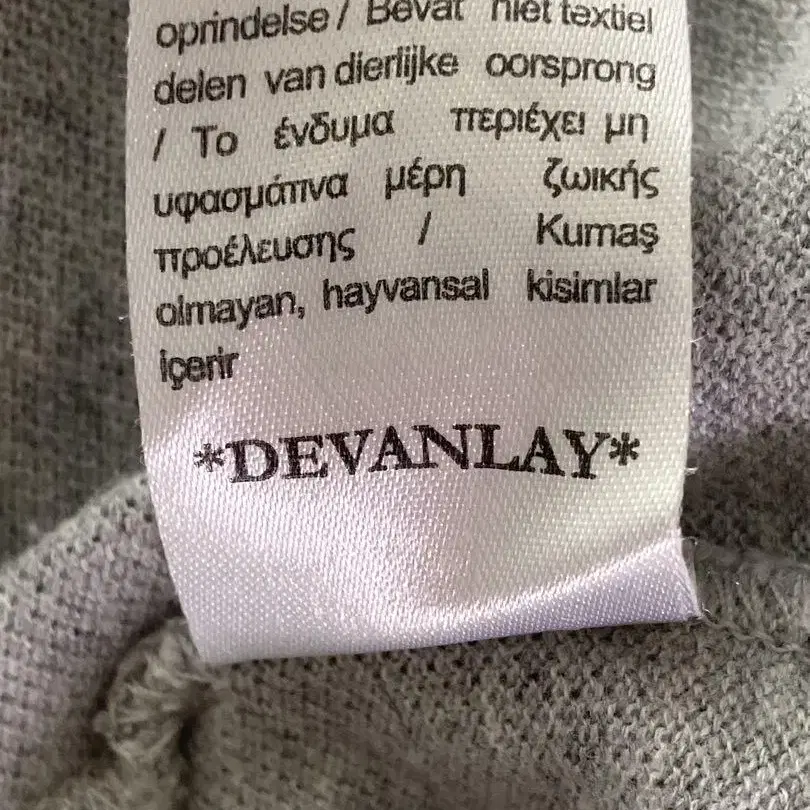 oprindelse / Bevat niet textiel
delen van dierlijke oorsprong
/ Το ένδυμα περιέχει μη
υφασμάτινα μέρη ζωικής
προέλευσης / Kumaş
olmayan, hayvansal kisimlar
içerir
*DEVANLAY*